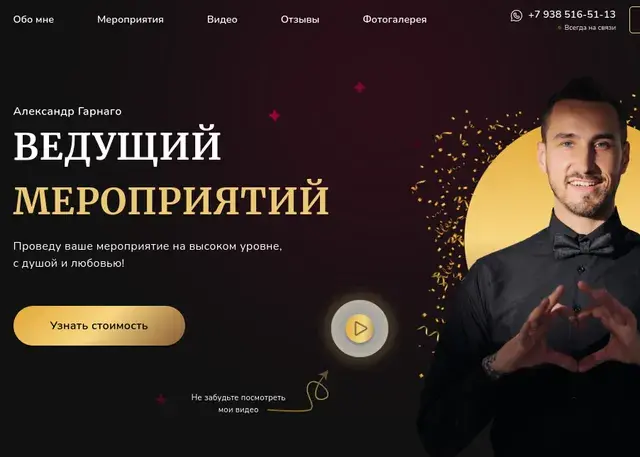 Обо мне
Мероприятия
Видео
Отзывы
Фотогалерея
+7 938 516-51-13
Всегда на связи
Александр Гарнаго
ВЕДУЩИЙ
МЕРОПРИЯТИЙ
Проведу ваше мероприятие на высоком уровне,
с душой и любовью!
Узнать стоимость
Не забудьте посмотреть
мои видео